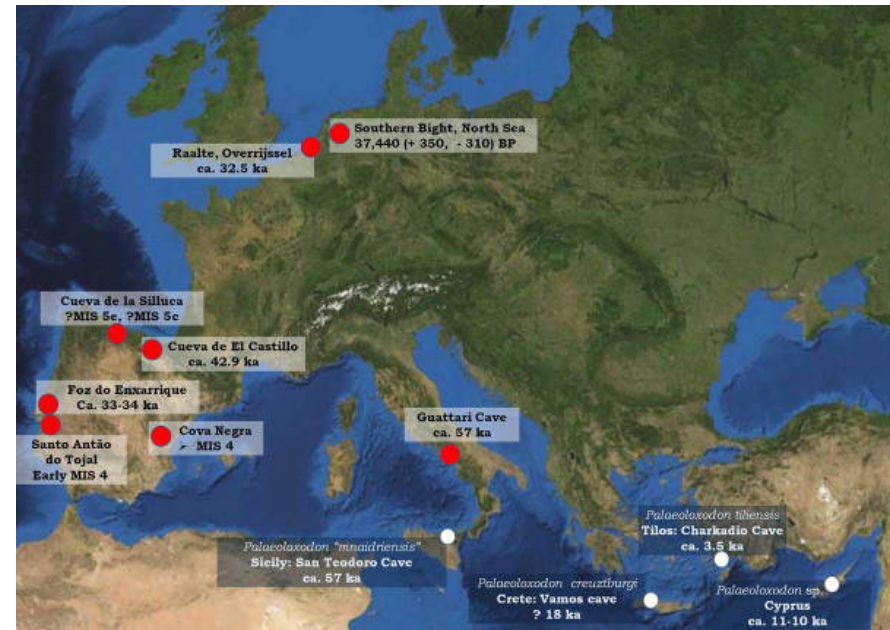 Southern Bight, North Sea
37,440 (+ 350, - 310) BP
Raalte, Overrijssel
ca. 32.5 ka
Cueva de la Silluca
?MIS 5e, ?MIS 5c
Cueva de El Castillo
ca. 42.9 ka
Foz do Enxarrique
Ca. 33-34 ka
Santo Antão
do Tojal
Early MIS 4
Cova Negra
MIS 4
Guattari Cave
ca. 57 ka
Palaeoloxodon "mnaidriensis"
Sicily: San Teodoro Cave
ca. 57 ka
Palaeoloxodon tiliensis
Tilos: Charkadio Cave
ca. 3.5 ka
Palaeoloxodon creuztburgi
Crete: Vamos cave
? 18 ka
Palaeoloxodon sp.
Cyprus
ca. 11-10 ka